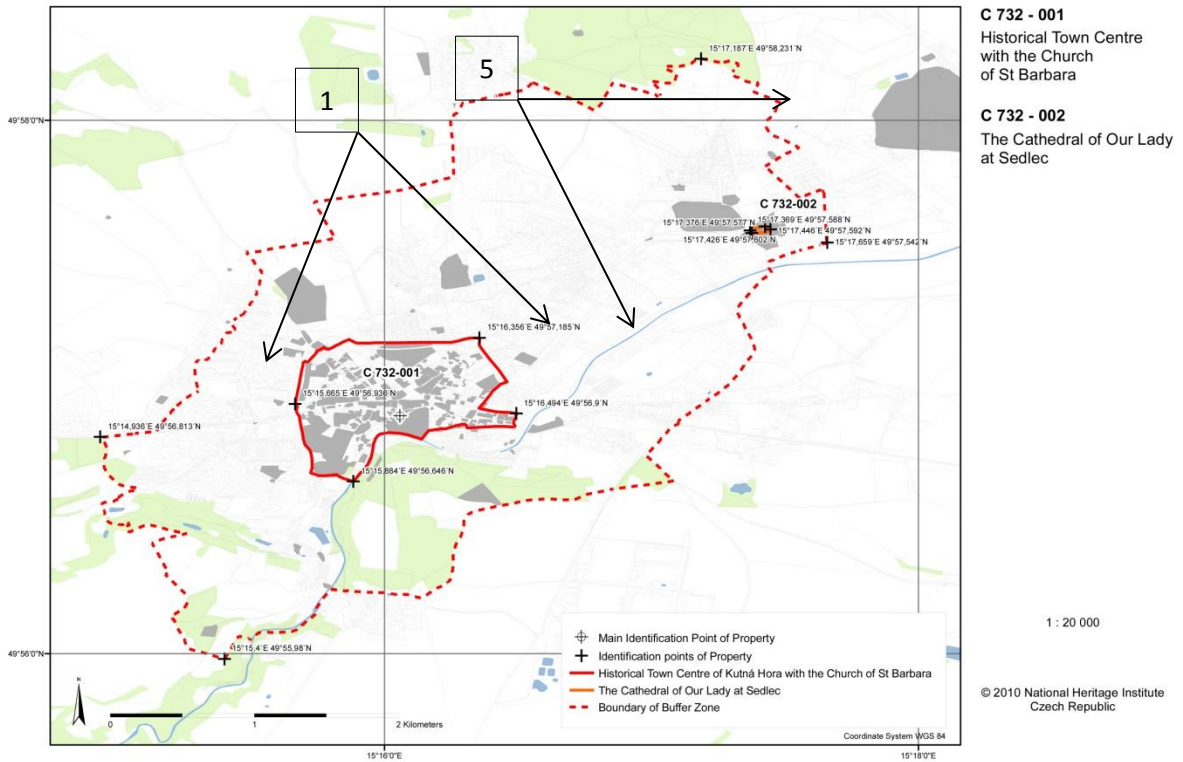 C 732 - 001
Historical Town Centre
with the Church
of St Barbara
C 732 - 002
The Cathedral of Our Lady
at Sedlec
1
5
15°17,187´E 49°58,231´N
49°58'0"N
C 732-002
15°17,376´E 49°57,577´N
15°17,369´E 49°57,588´N
15°17,446´E 49°57,592´N
15°17,426´E 49°57,602´N
15°17,659´E 49°57,542´N
15°16,356´E 49°57,185´N
C 732-001
15°15,665´E 49°56,936´N
15°16,494´E 49°56,9´N
15°14,936´E 49°56,813´N
15°15,884´E 49°56,646´N
49°56'0"N
15°15,4´E 49°55,98´N
Main Identification Point of Property
Identification points of Property
Historical Town Centre of Kutná Hora with the Church of St Barbara
The Cathedral of Our Lady at Sedlec
Boundary of Buffer Zone
N
0 1 2 Kilometers
Coordinate System WGS 84
15°16'0"E
15°18'0"E
1 : 20 000
© 2010 National Heritage Institute
Czech Republic